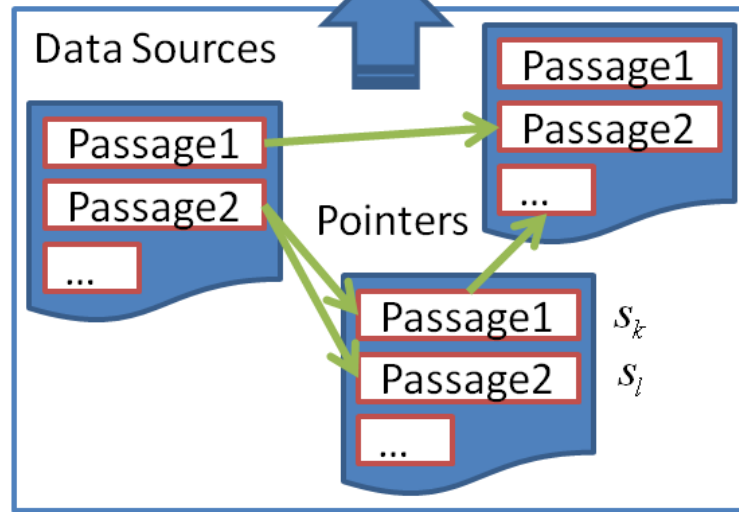 Data Sources
Passage1
Passage2
...
Pointers
Passage1
Passage2
...
Passage1
Passage2
...
s_k
s_l